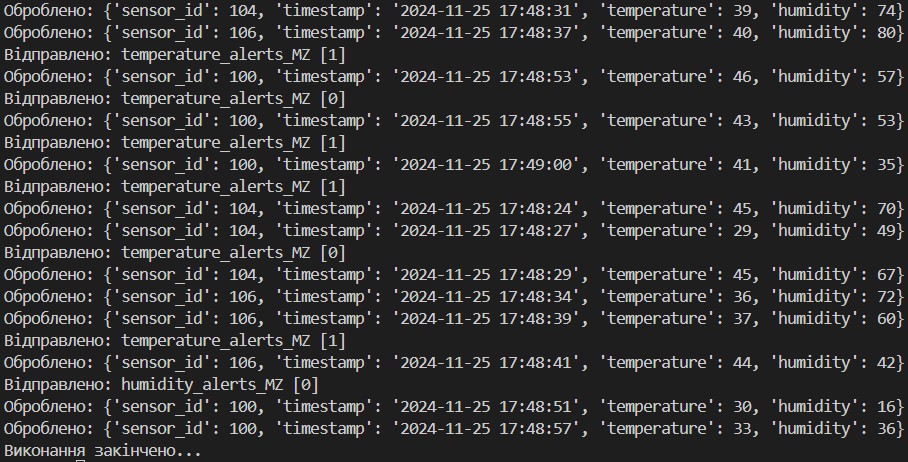 Оброблено: {'sensor_id': 104, 'timestamp': '2024-11-25 17:48:31', 'temperature': 39, 'humidity': 74}
Оброблено: {'sensor_id': 106, 'timestamp': '2024-11-25 17:48:37', 'temperature': 40, 'humidity': 80}
Відправлено: temperature_alerts_MZ [1]
Оброблено: {'sensor_id': 100, 'timestamp': '2024-11-25 17:48:53', 'temperature': 46, 'humidity': 57}
Відправлено: temperature_alerts_MZ [0]
Оброблено: {'sensor_id': 100, 'timestamp': '2024-11-25 17:48:55', 'temperature': 43, 'humidity': 53}
Відправлено: temperature_alerts_MZ [1]
Оброблено: {'sensor_id': 100, 'timestamp': '2024-11-25 17:49:00', 'temperature': 41, 'humidity': 35}
Відправлено: temperature_alerts_MZ [1]
Оброблено: {'sensor_id': 104, 'timestamp': '2024-11-25 17:48:24', 'temperature': 45, 'humidity': 70}
Оброблено: {'sensor_id': 104, 'timestamp': '2024-11-25 17:48:27', 'temperature': 29, 'humidity': 49}
Відправлено: temperature_alerts_MZ [0]
Оброблено: {'sensor_id': 104, 'timestamp': '2024-11-25 17:48:29', 'temperature': 45, 'humidity': 67}
Оброблено: {'sensor_id': 106, 'timestamp': '2024-11-25 17:48:34', 'temperature': 36, 'humidity': 72}
Оброблено: {'sensor_id': 106, 'timestamp': '2024-11-25 17:48:39', 'temperature': 37, 'humidity': 60}
Відправлено: temperature_alerts_MZ [1]
Оброблено: {'sensor_id': 106, 'timestamp': '2024-11-25 17:48:41', 'temperature': 44, 'humidity': 42}
Відправлено: humidity_alerts_MZ [0]
Оброблено: {'sensor_id': 100, 'timestamp': '2024-11-25 17:48:51', 'temperature': 30, 'humidity': 16}
Оброблено: {'sensor_id': 100, 'timestamp': '2024-11-25 17:48:57', 'temperature': 33, 'humidity': 36}
Виконання закінчено...